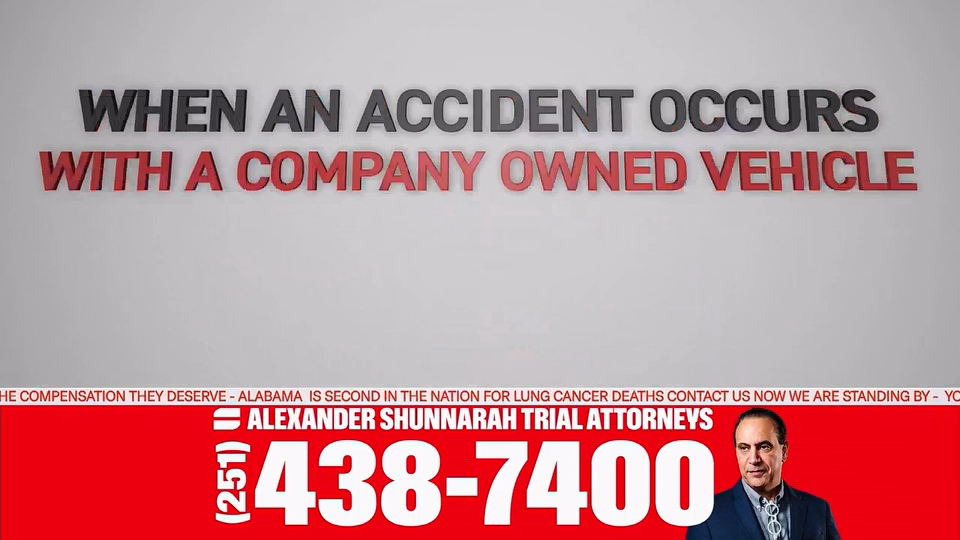 WHEN AN ACCIDENT OCCURS
WITH A COMPANY OWNED VEHICLE
HE COMPENSATION THEY DESERVE - ALABAMA IS SECOND IN THE NATION FOR LUNG CANCER DEATHS CONTACT US NOW WE ARE STANDING BY - YO
ALEXANDER SHUNNARAH TRIAL ATTORNEYS
(251) 438-7400